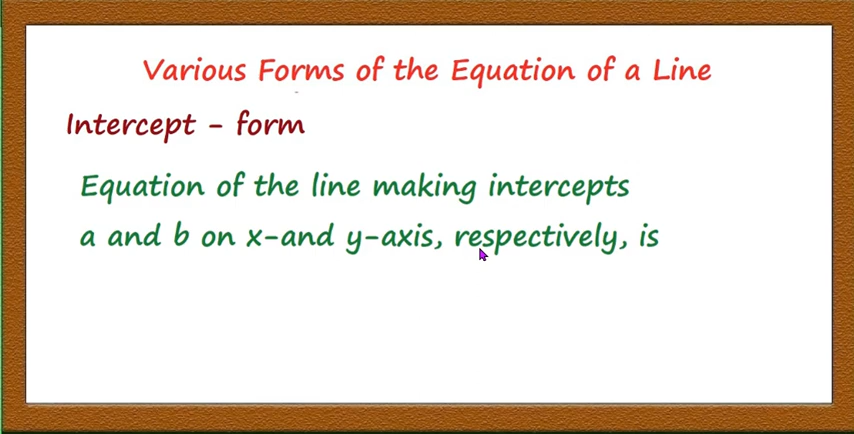 Various Forms of the Equation of a Line
Intercept - form
Equation of the line making intercepts
a and b on x-and y-axis, respectively, is